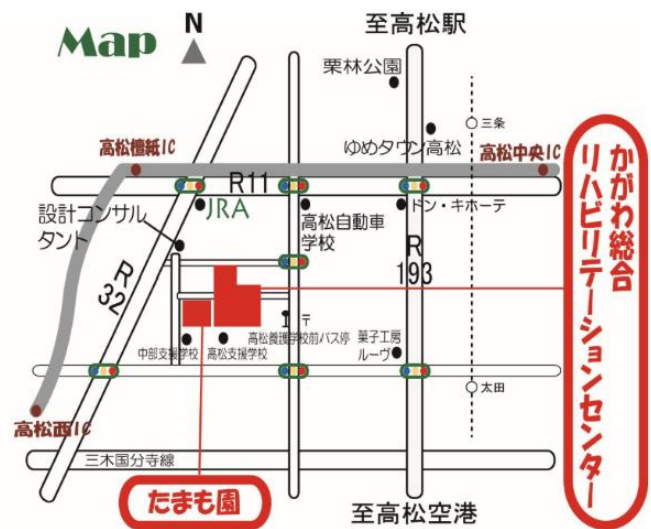 Map
N
至高松駅
栗林公園
三条
ゆめタウン高松
高松檀紙IC
高松中央IC
R11
JRA
ドン・キホーテ
高松自動車
学校
設計コンサル
タント
R
32
R
193
かがわ総合
リハビリテーションセンター
〒
高松養護学校前バス停
菓子工房
ルーヴ
中部支援学校
高松支援学校
太田
高松西IC
三木国分寺線
たまも園
至高松空港